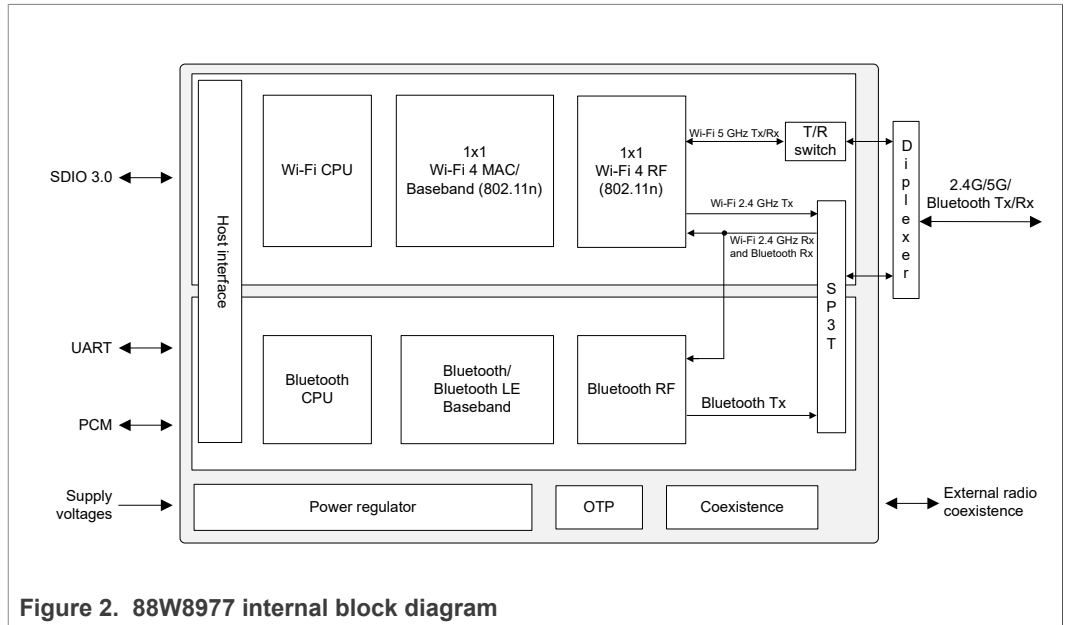 SDIO 3.0
UART
PCM
Supply
voltages
Host interface
Wi-Fi CPU
1x1
Wi-Fi 4 MAC/
Baseband (802.11n)
1x1
Wi-Fi 4 RF
(802.11n)
Wi-Fi 5 GHz Tx/Rx
T/R
switch
Wi-Fi 2.4 GHz Tx
Wi-Fi 2.4 GHz Rx
and Bluetooth Rx
SP3T
Diplexer
2.4G/5G/
Bluetooth Tx/Rx
Bluetooth
CPU
Bluetooth/
Bluetooth LE
Baseband
Bluetooth RF
Bluetooth Tx
Power regulator
OTP
Coexistence
External radio
coexistence
Figure 2. 88W8977 internal block diagram